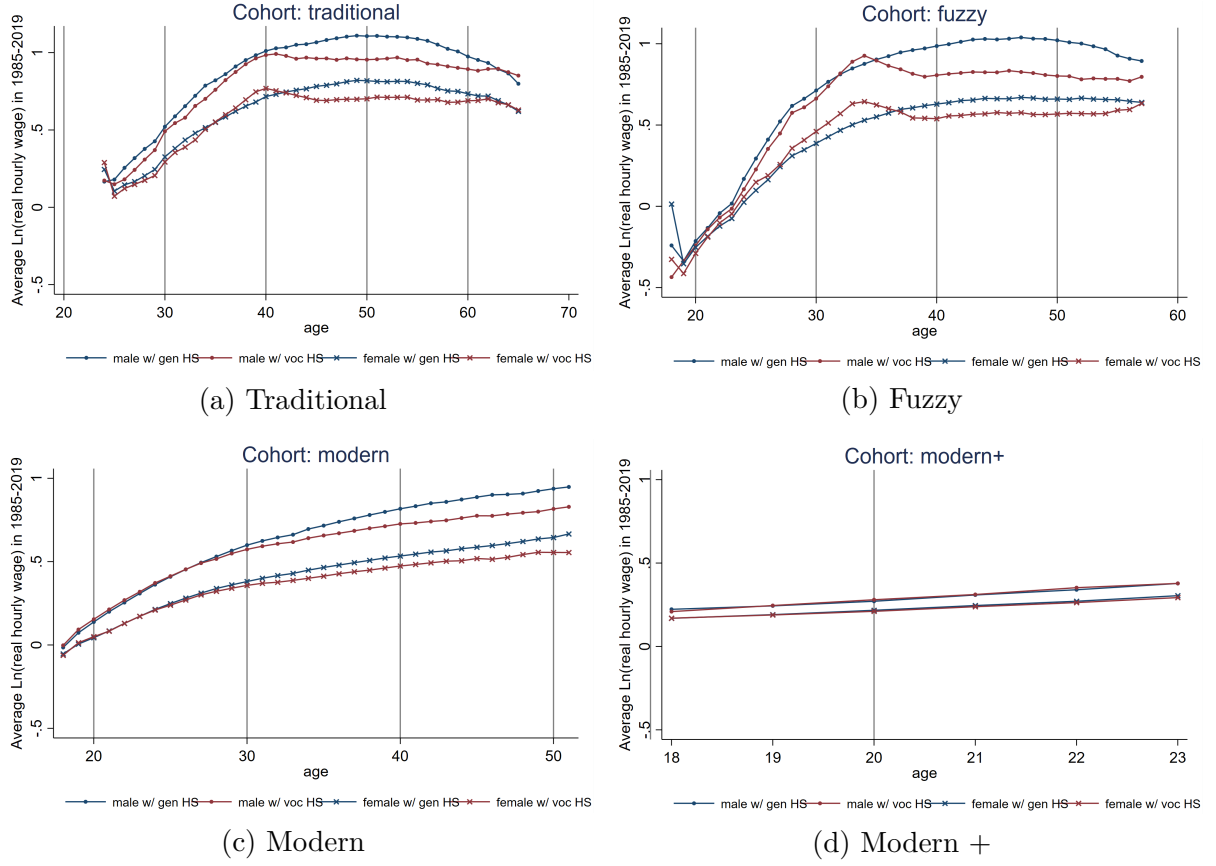 Cohort: traditional
Average Ln(real hourly wage) in 1985-2019
1
.5
0
-.5
20 30 40 50 60 70
age
male w/ gen HS male w/ voc HS female w/ gen HS female w/ voc HS
(a) Traditional
Cohort: fuzzy
Average Ln(real hourly wage) in 1985-2019
1
.5
0
-.5
20 30 40 50 60
age
male w/ gen HS male w/ voc HS female w/ gen HS female w/ voc HS
(b) Fuzzy
Cohort: modern
Average Ln(real hourly wage) in 1985-2019
1
.5
0
-.5
20 30 40 50
age
male w/ gen HS male w/ voc HS female w/ gen HS female w/ voc HS
(c) Modern
Cohort: modern+
Average Ln(real hourly wage) in 1985-2019
1
.5
0
-.5
18 19 20 21 22 23
age
male w/ gen HS male w/ voc HS female w/ gen HS female w/ voc HS
(d) Modern +